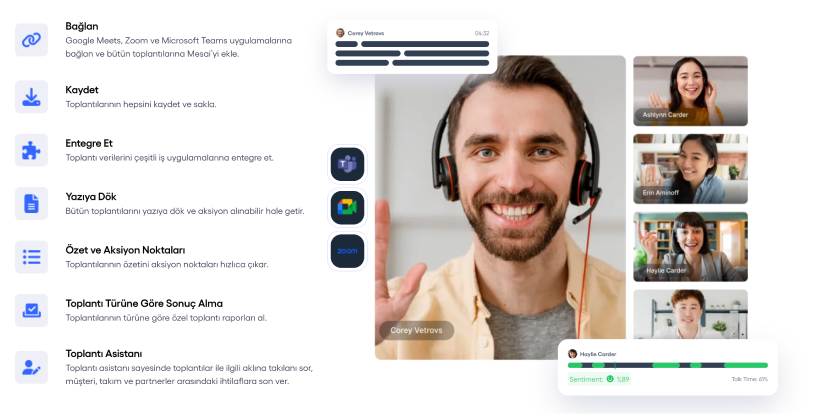 Bağlan
Google Meets, Zoom ve Microsoft Teams uygulamalarına
bağlan ve bütün toplantılarına Mesai'yi ekle.
Kaydet
Toplantılarının hepsini kaydet ve sakla.
Entegre Et
Toplantı verilerini çeşitli iş uygulamalarına entegre et.
Yazıya Dök
Bütün toplantılarını yazıya dök ve aksiyon alınabilir hale getir.
Özet ve Aksiyon Noktaları
Toplantılarının özetini aksiyon noktaları hızlıca çıkar.
Toplantı Türüne Göre Sonuç Alma
Toplantılarının türüne göre özel toplantı raporları al.
Toplantı Asistanı
Toplantı asistanı sayesinde toplantılar ile ilgili aklına takılanı sor,
müşteri, takım ve partnerler arasındaki ihtilaflara son ver.
Corey Vetrovs 04:32
zoom
Corey Vetrovs
Ashlynn Carder
Erin Aminoff
Haylie Carder
Haylie Carder
Sentiment: %89
Talk Time: 61%